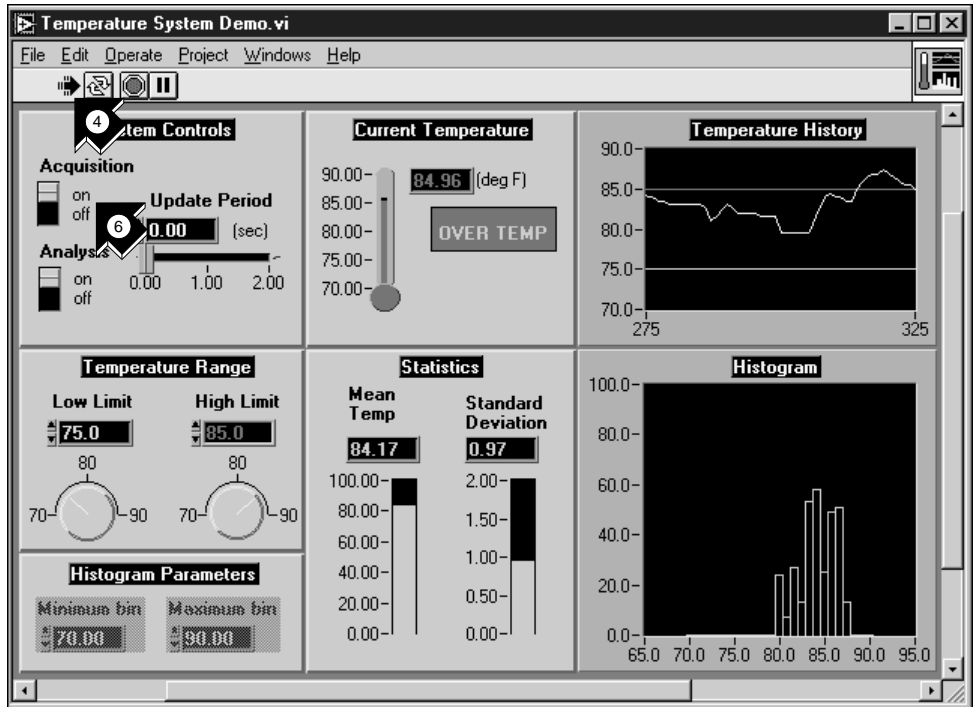 Temperature System Demo.vi
File Edit Operate Project Windows Help
4
stem Controls
Acquisition
on
off
Update Period
6
0.00 (sec)
Analysis
on
off
0.00 1.00 2.00
Current Temperature
90.00
85.00
80.00
75.00
70.00
84.96 (deg F)
OVER TEMP
Temperature History
90.0
85.0
80.0
75.0
70.0
275 325
Temperature Range
Low Limit High Limit
75.0 85.0
80 80
70 90 70 90
Histogram Parameters
Minimum bin Maximum bin
70.00 90.00
Statistics
Mean
Temp
84.17
100.00
80.00
60.00
40.00
20.00
0.00
Standard
Deviation
0.97
2.00
1.50
1.00
0.50
0.00
Histogram
100.0
80.0
60.0
40.0
20.0
0.0
65.0 70.0 75.0 80.0 85.0 90.0 95.0